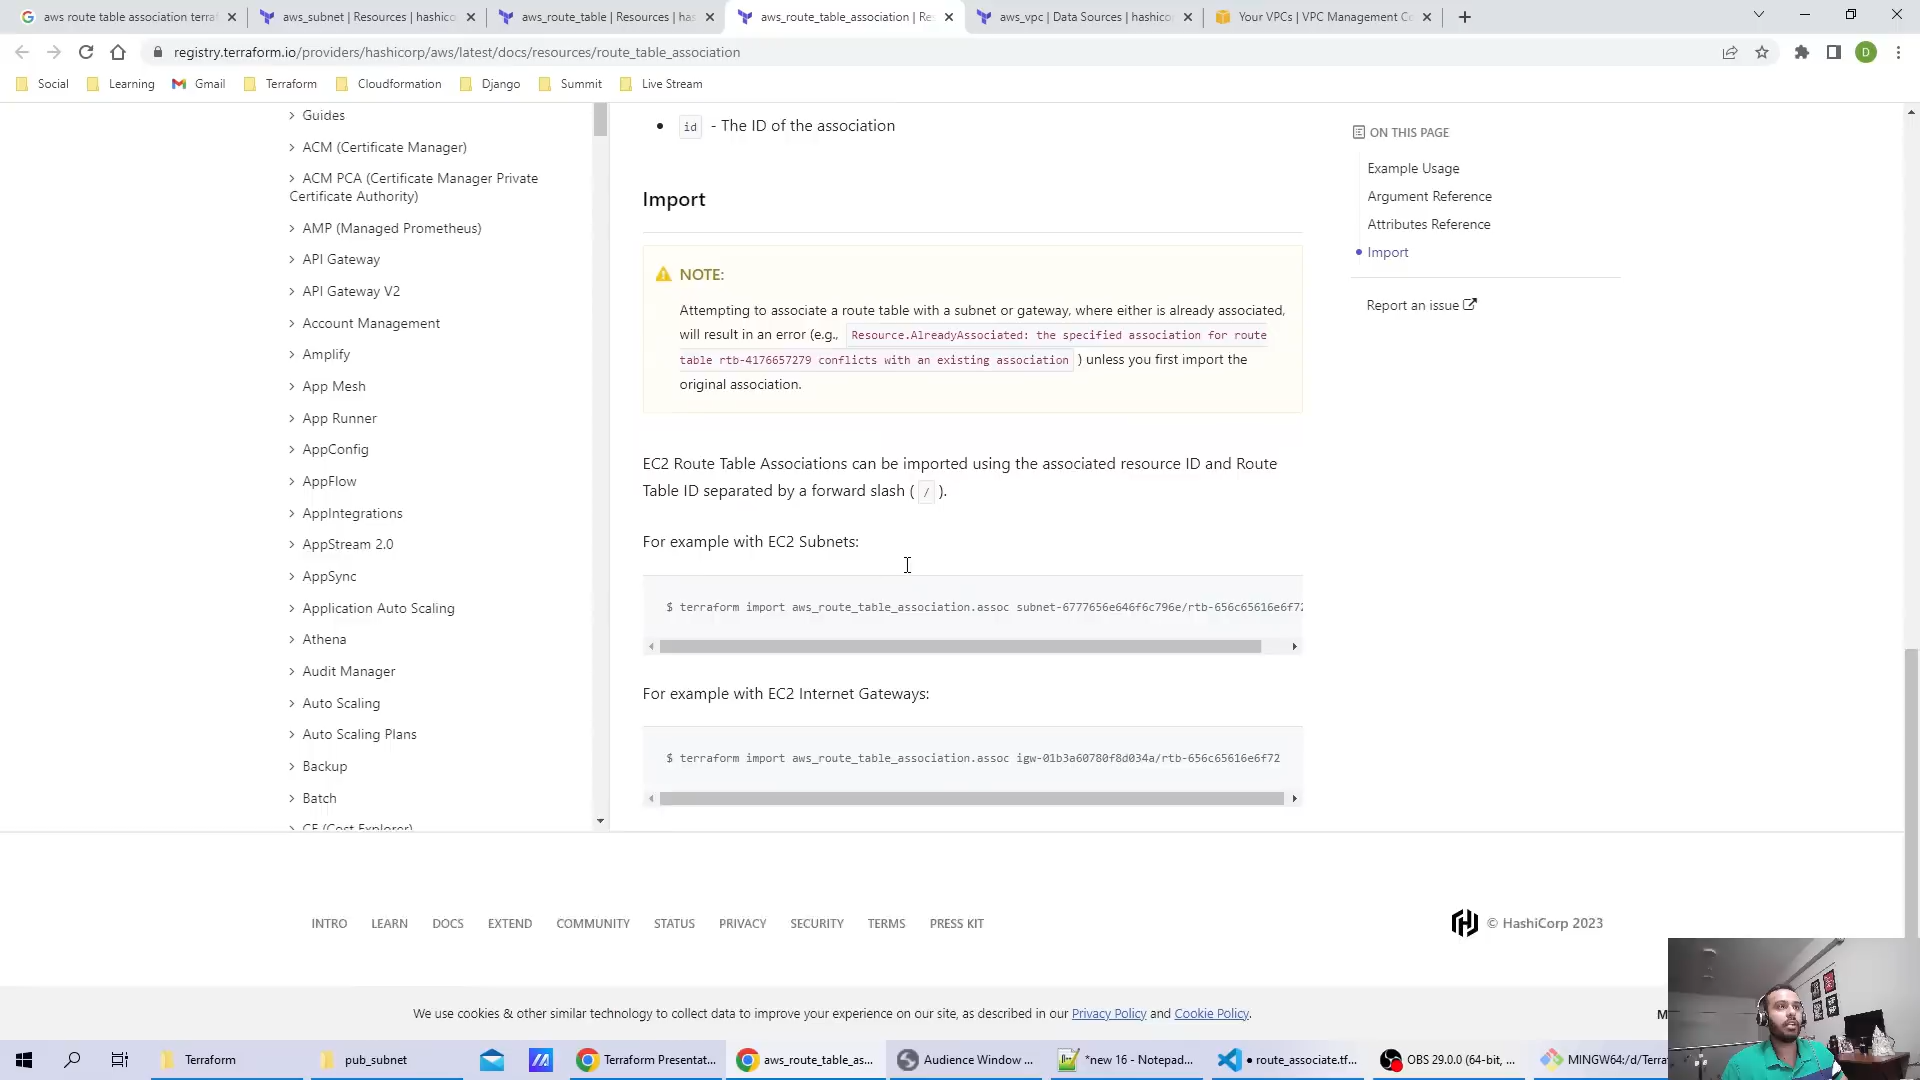 aws route table association terra
aws_subnet | Resources | hashico
aws_route_table | Resources | has
aws_route_table_association | Re
aws_vpc | Data Sources | hashico
Your VPCs | VPC Management Co
registry.terraform.io/providers/hashicorp/aws/latest/docs/resources/route_table_association
D
Social
Learning
Gmail
Terraform
Cloudformation
Django
Summit
Live Stream
Guides
ACM (Certificate Manager)
ACM PCA (Certificate Manager Private
Certificate Authority)
AMP (Managed Prometheus)
API Gateway
API Gateway V2
Account Management
Amplify
App Mesh
App Runner
AppConfig
AppFlow
AppIntegrations
AppStream 2.0
AppSync
Application Auto Scaling
Athena
Audit Manager
Auto Scaling
Auto Scaling Plans
Backup
Batch
CE (Cost Explorer)
• id - The ID of the association
Import
NOTE:
Attempting to associate a route table with a subnet or gateway, where either is already associated,
will result in an error (e.g., Resource.AlreadyAssociated: the specified association for route
table rtb-4176657279 conflicts with an existing association ) unless you first import the
original association.
EC2 Route Table Associations can be imported using the associated resource ID and Route
Table ID separated by a forward slash ( / ).
For example with EC2 Subnets:
$ terraform import aws_route_table_association.assoc subnet-6777656e646f6c796e/rtb-656c65616e6f72
For example with EC2 Internet Gateways:
$ terraform import aws_route_table_association.assoc igw-01b3a60780f8d034a/rtb-656c65616e6f72
ON THIS PAGE
Example Usage
Argument Reference
Attributes Reference
Import
Report an issue
INTRO LEARN DOCS EXTEND COMMUNITY STATUS PRIVACY SECURITY TERMS PRESS KIT
© HashiCorp 2023
We use cookies & other similar technology to collect data to improve your experience on our site, as described in our Privacy Policy and Cookie Policy.
M
Terraform
pub_subnet
Terraform Presentat...
aws_route_table_as...
Audience Window ...
*new 16 - Notepad...
• route_associate.tf...
OBS 29.0.0 (64-bit, ...
MINGW64:/d/Terra